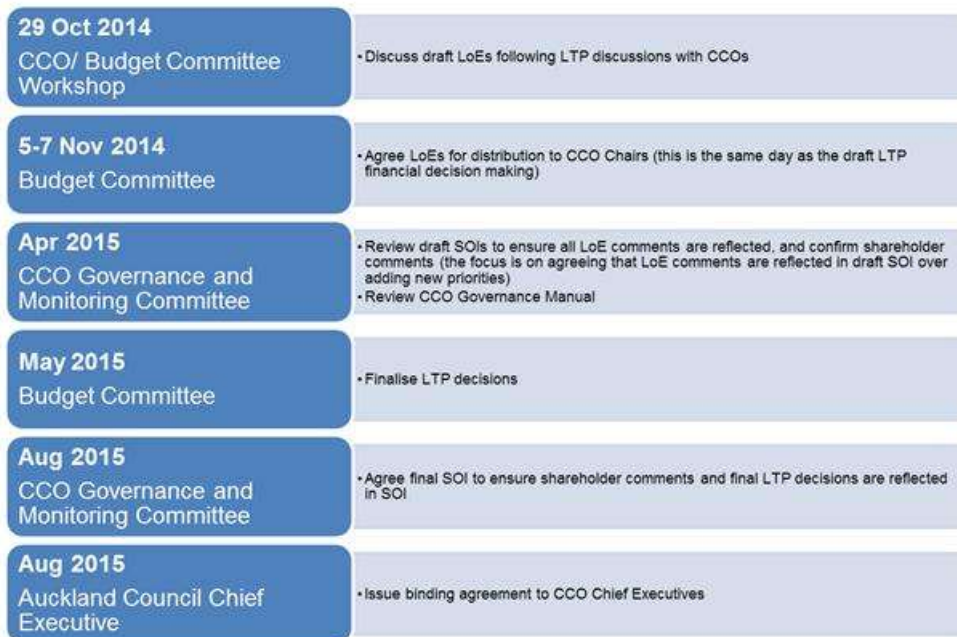 29 Oct 2014
CCO/ Budget Committee
Workshop
• Discuss draft LoEs following LTP discussions with CCOs
5-7 Nov 2014
Budget Committee
• Agree LoEs for distribution to CCO Chairs (this is the same day as the draft LTP
financial decision making)
Apr 2015
CCO Governance and
Monitoring Committee
• Review draft SOIs to ensure all LoE comments are reflected, and confirm shareholder
comments (the focus is on agreeing that LoE comments are reflected in draft SOI over
adding new priorities)
• Review CCO Governance Manual
May 2015
Budget Committee
• Finalise LTP decisions
Aug 2015
CCO Governance and
Monitoring Committee
• Agree final SOI to ensure shareholder comments and final LTP decisions are reflected
in SOI
Aug 2015
Auckland Council Chief
Executive
• Issue binding agreement to CCO Chief Executives